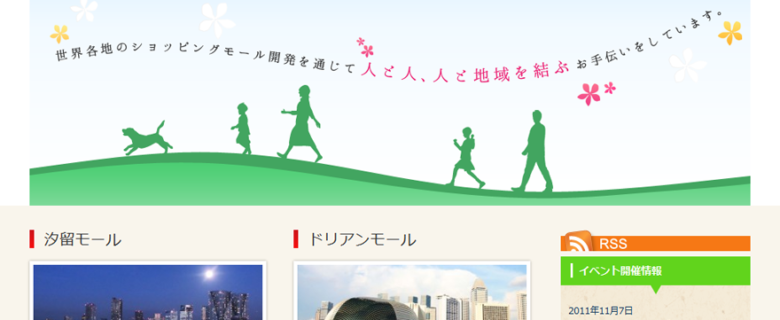 世界各地のショッピングモール開発を通じて人と人、人と地域を結ぶお手伝いをしています。
汐留モール
ドリアンモール
RSS
イベント開催情報
2011年11月7日